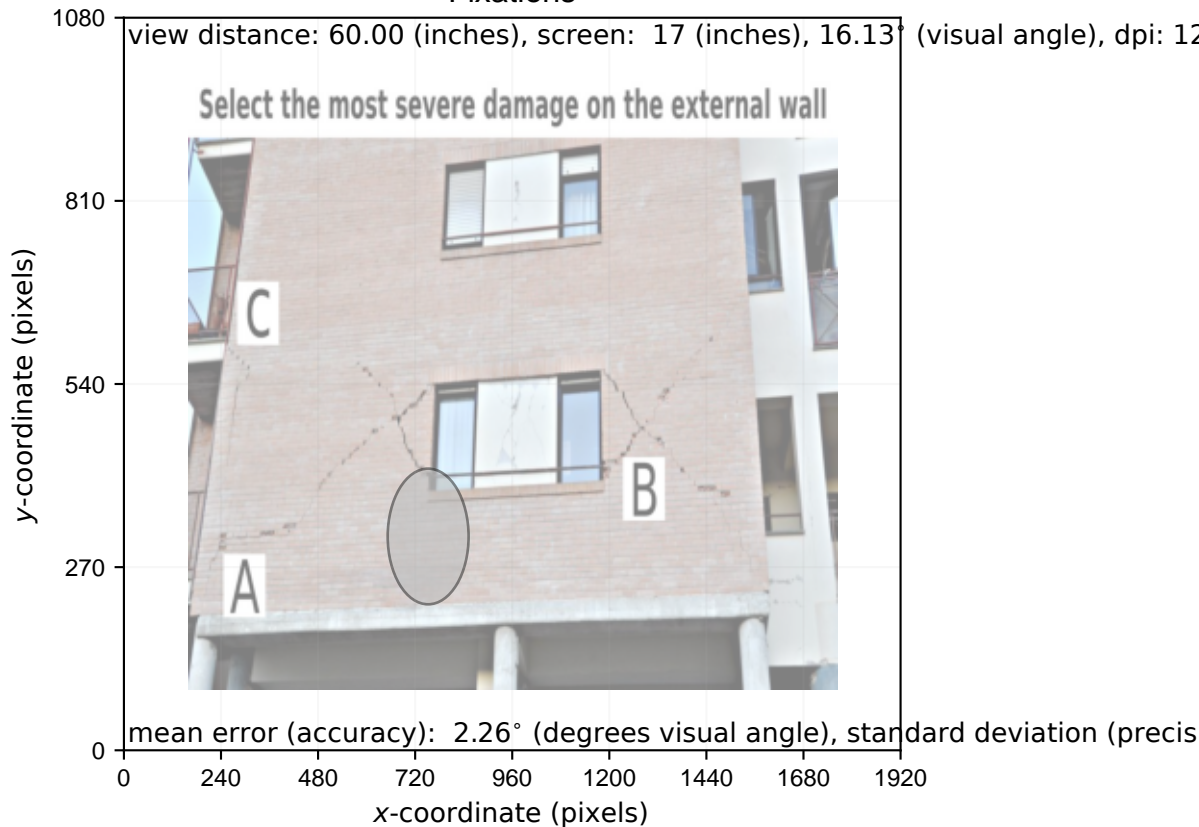 Fixations
1080
view distance: 60.00 (inches), screen:  17 (inches), 16.13° (visual angle), dpi: 12
Select the most severe damage on the external wall
810
C
540
B
270
A
mean error (accuracy):  2.26° (degrees visual angle), standard deviation (precis
0
0 240 480 720 960 1200 1440 1680 1920
x-coordinate (pixels)
y-coordinate (pixels)